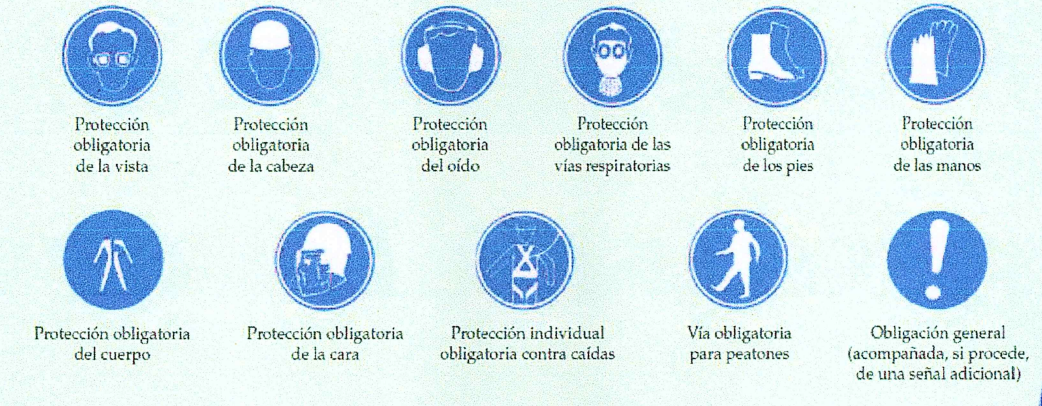 Protección
obligatoria
de la vista
Protección
obligatoria
de la cabeza
Protección
obligatoria
del oído
Protección
obligatoria de las
vías respiratorias
Protección
obligatoria
de los pies
Protección
obligatoria
de las manos
Protección obligatoria
del cuerpo
Protección obligatoria
de la cara
Protección individual
obligatoria contra caídas
Vía obligatoria
para peatones
Obligación general
(acompañada, si procede,
de una señal adicional)